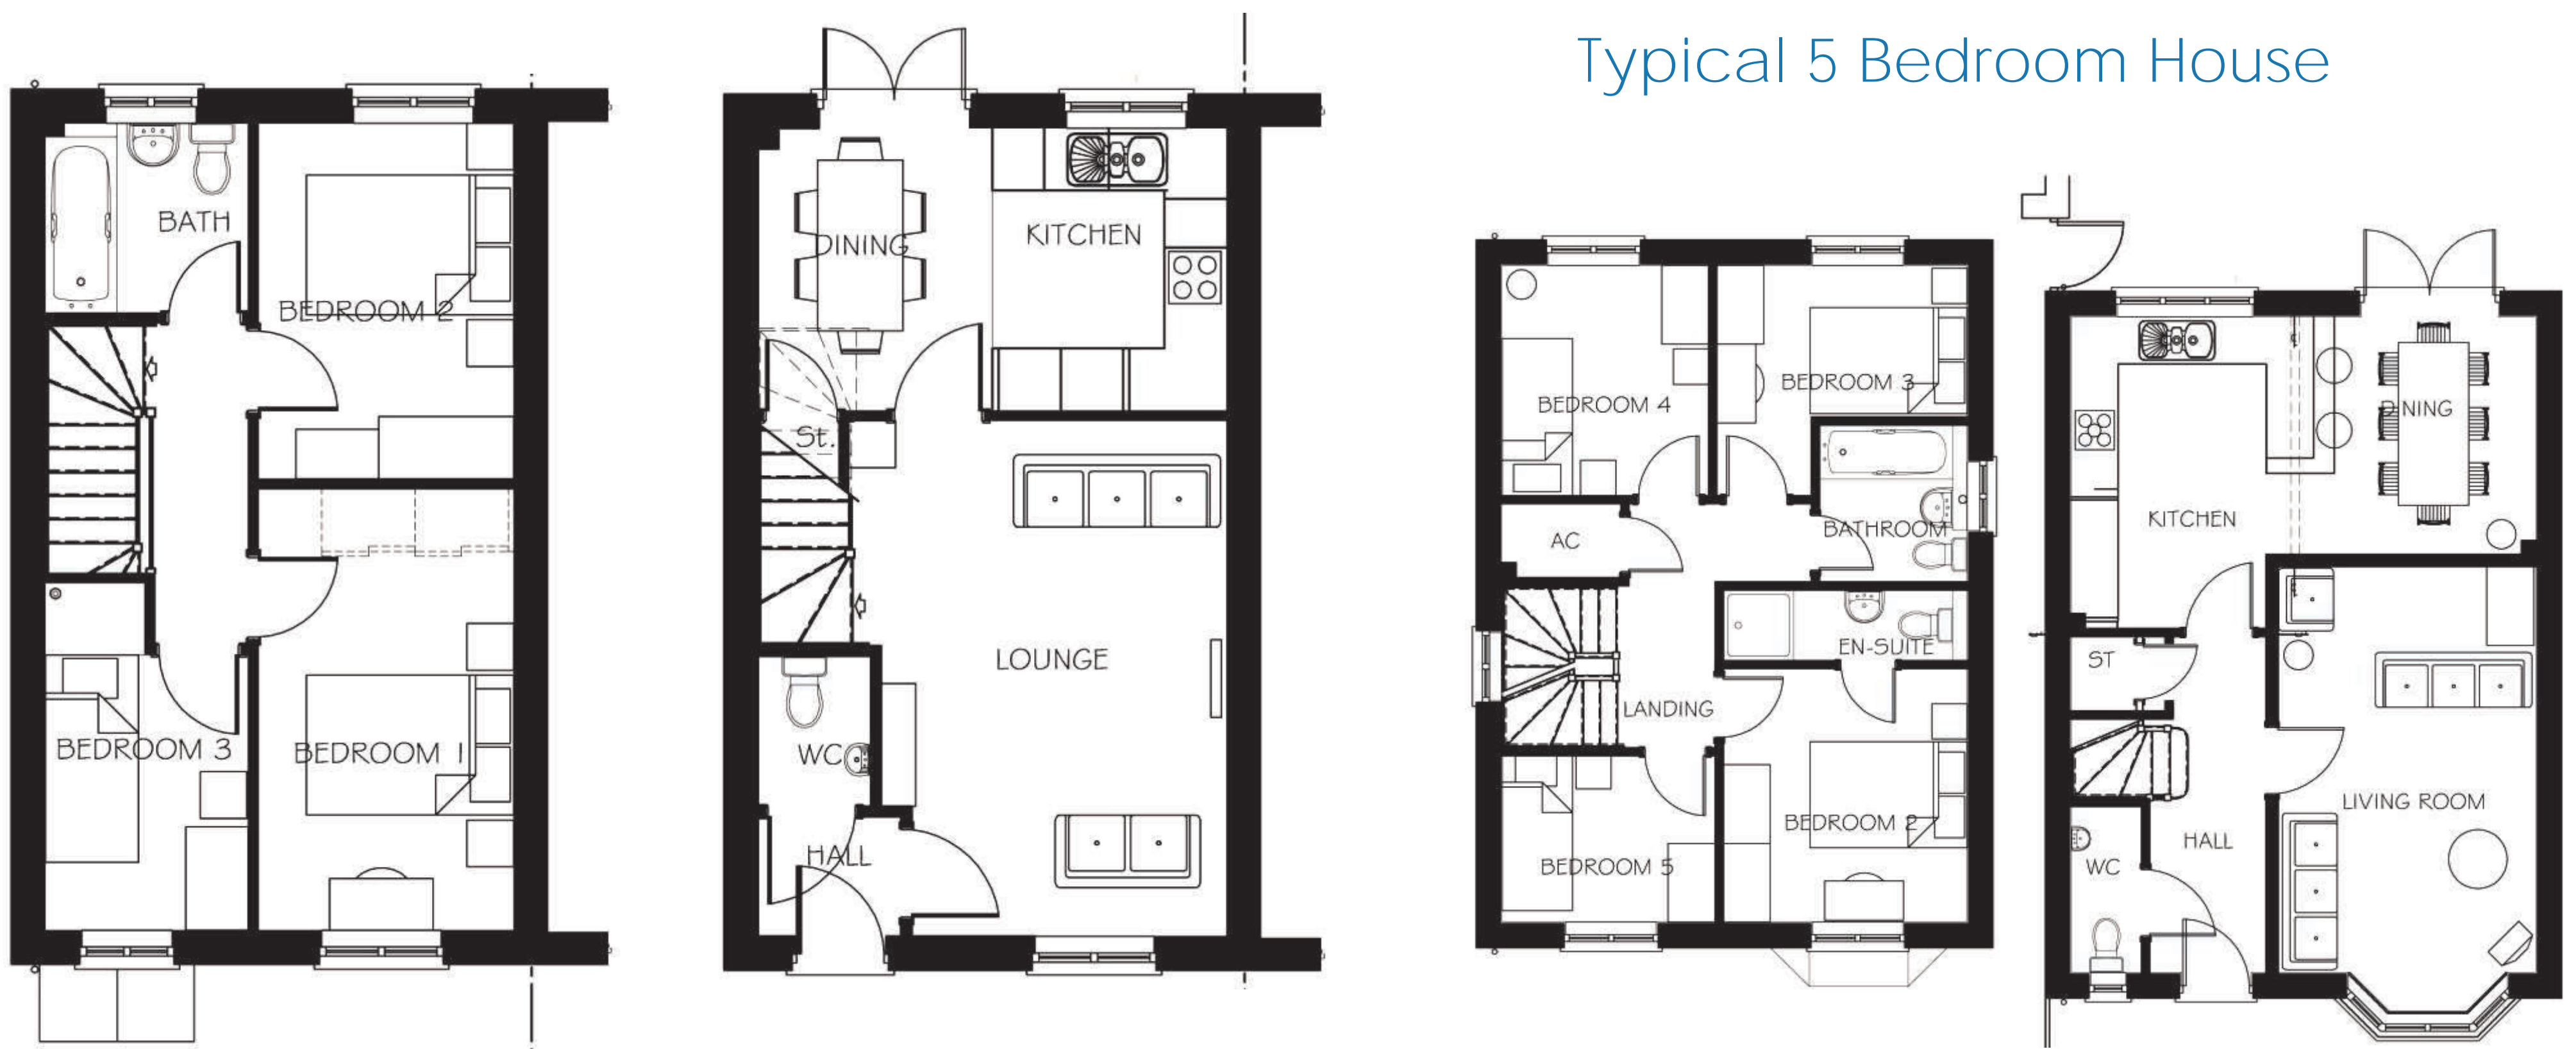 Typical 5 Bedroom House
BATH
BEDROOM 2
BEDROOM 3
BEDROOM 1
DINING
KITCHEN
St.
LOUNGE
WC
HALL
BEDROOM 4
BEDROOM 3
AC
BATHROOM
EN-SUITE
LANDING
BEDROOM 5
BEDROOM 2
DINING
KITCHEN
ST
LIVING ROOM
HALL
WC